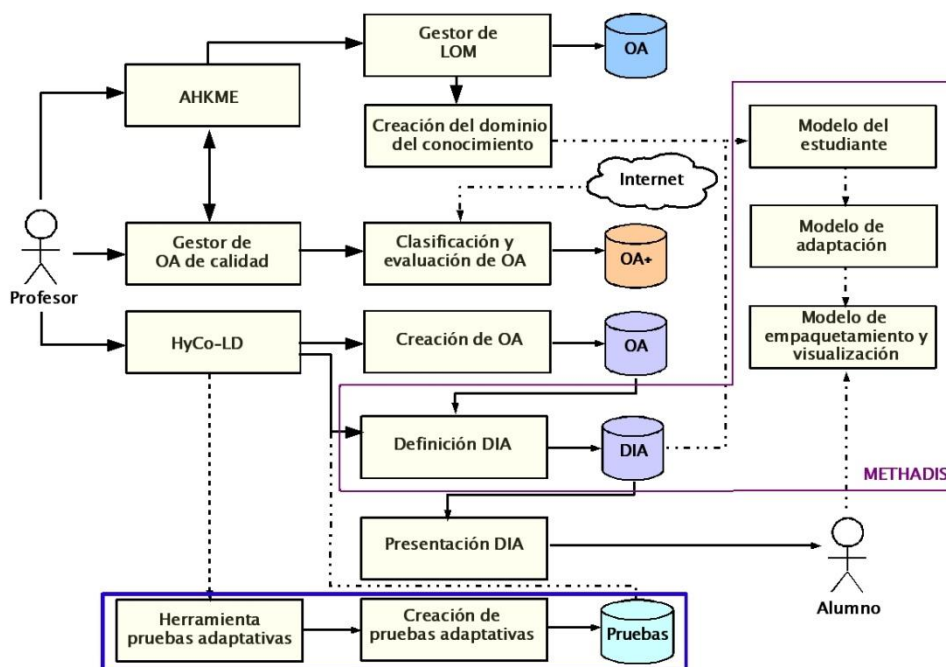 Gestor de
LOM
OA
AHKME
Creación del dominio
del conocimiento
Modelo del
estudiante
Internet
Profesor
Gestor de
OA de calidad
Clasificación y
evaluación de OA
OA+
Modelo de
adaptación
HyCo-LD
Creación de OA
OA
Modelo de
empaquetamiento y
visualización
Definición DIA
DIA
METHADIS
Presentación DIA
Alumno
Herramienta
pruebas adaptativas
Creación de
pruebas adaptativas
Pruebas